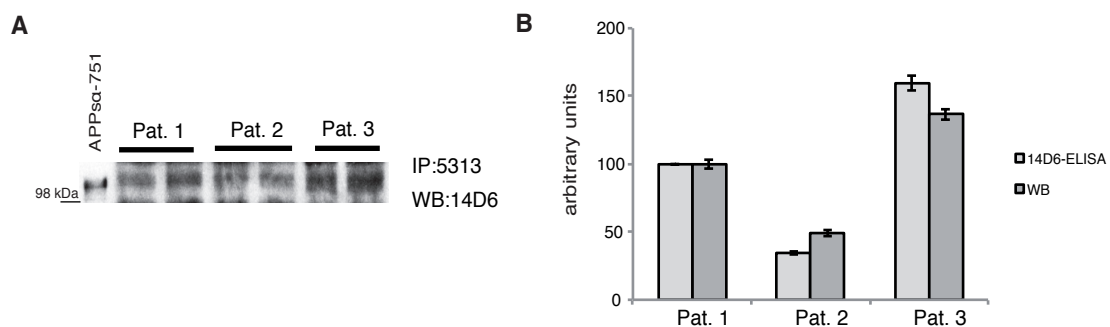 A
APPsα-751
Pat. 1
Pat. 2
Pat. 3
98 kDa
IP:5313
WB:14D6
B
arbitrary units
200
150
100
50
0
Pat. 1
Pat. 2
Pat. 3
14D6-ELISA
WB